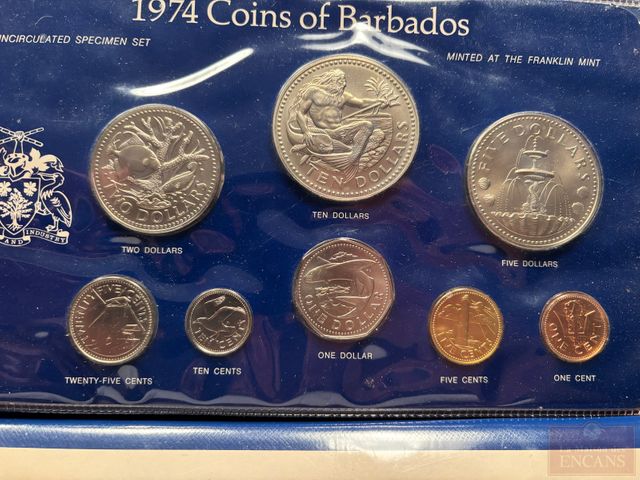 1974 Coins of Barbados
UNCIRCULATED SPECIMEN SET
MINTED AT THE FRANKLIN MINT
TEN DOLLARS
TWO DOLLARS
FIVE DOLLARS
AND INDUSTRY
TWO DOLLARS
TEN DOLLARS
FIVE DOLLARS
TWENTY-FIVE CENTS
TEN CENTS
ONE DOLLAR
FIVE CENTS
ONE CENT
TWENTY-FIVE CENTS
TEN CENTS
ONE DOLLAR
FIVE CENTS
ONE CENT
ENCANS